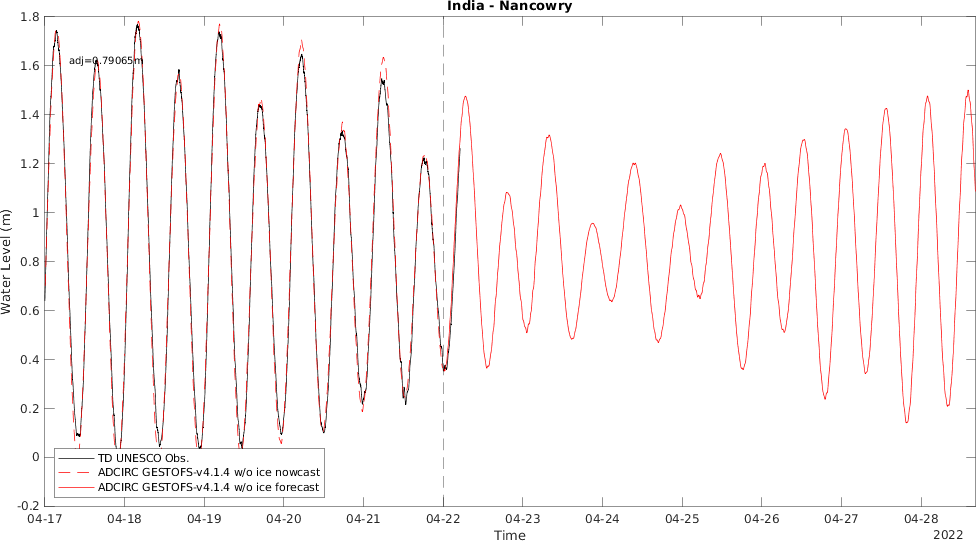 India - Nancowry
1.8
1.6
1.4
1.2
1
0.8
0.6
0.4
0.2
0
-0.2
Water Level (m)
adj=0.79065m
TD UNESCO Obs.
ADCIRC GESTOFS-v4.1.4 w/o ice nowcast
ADCIRC GESTOFS-v4.1.4 w/o ice forecast
04-17 04-18 04-19 04-20 04-21 04-22 04-23 04-24 04-25 04-26 04-27 04-28
Time
2022